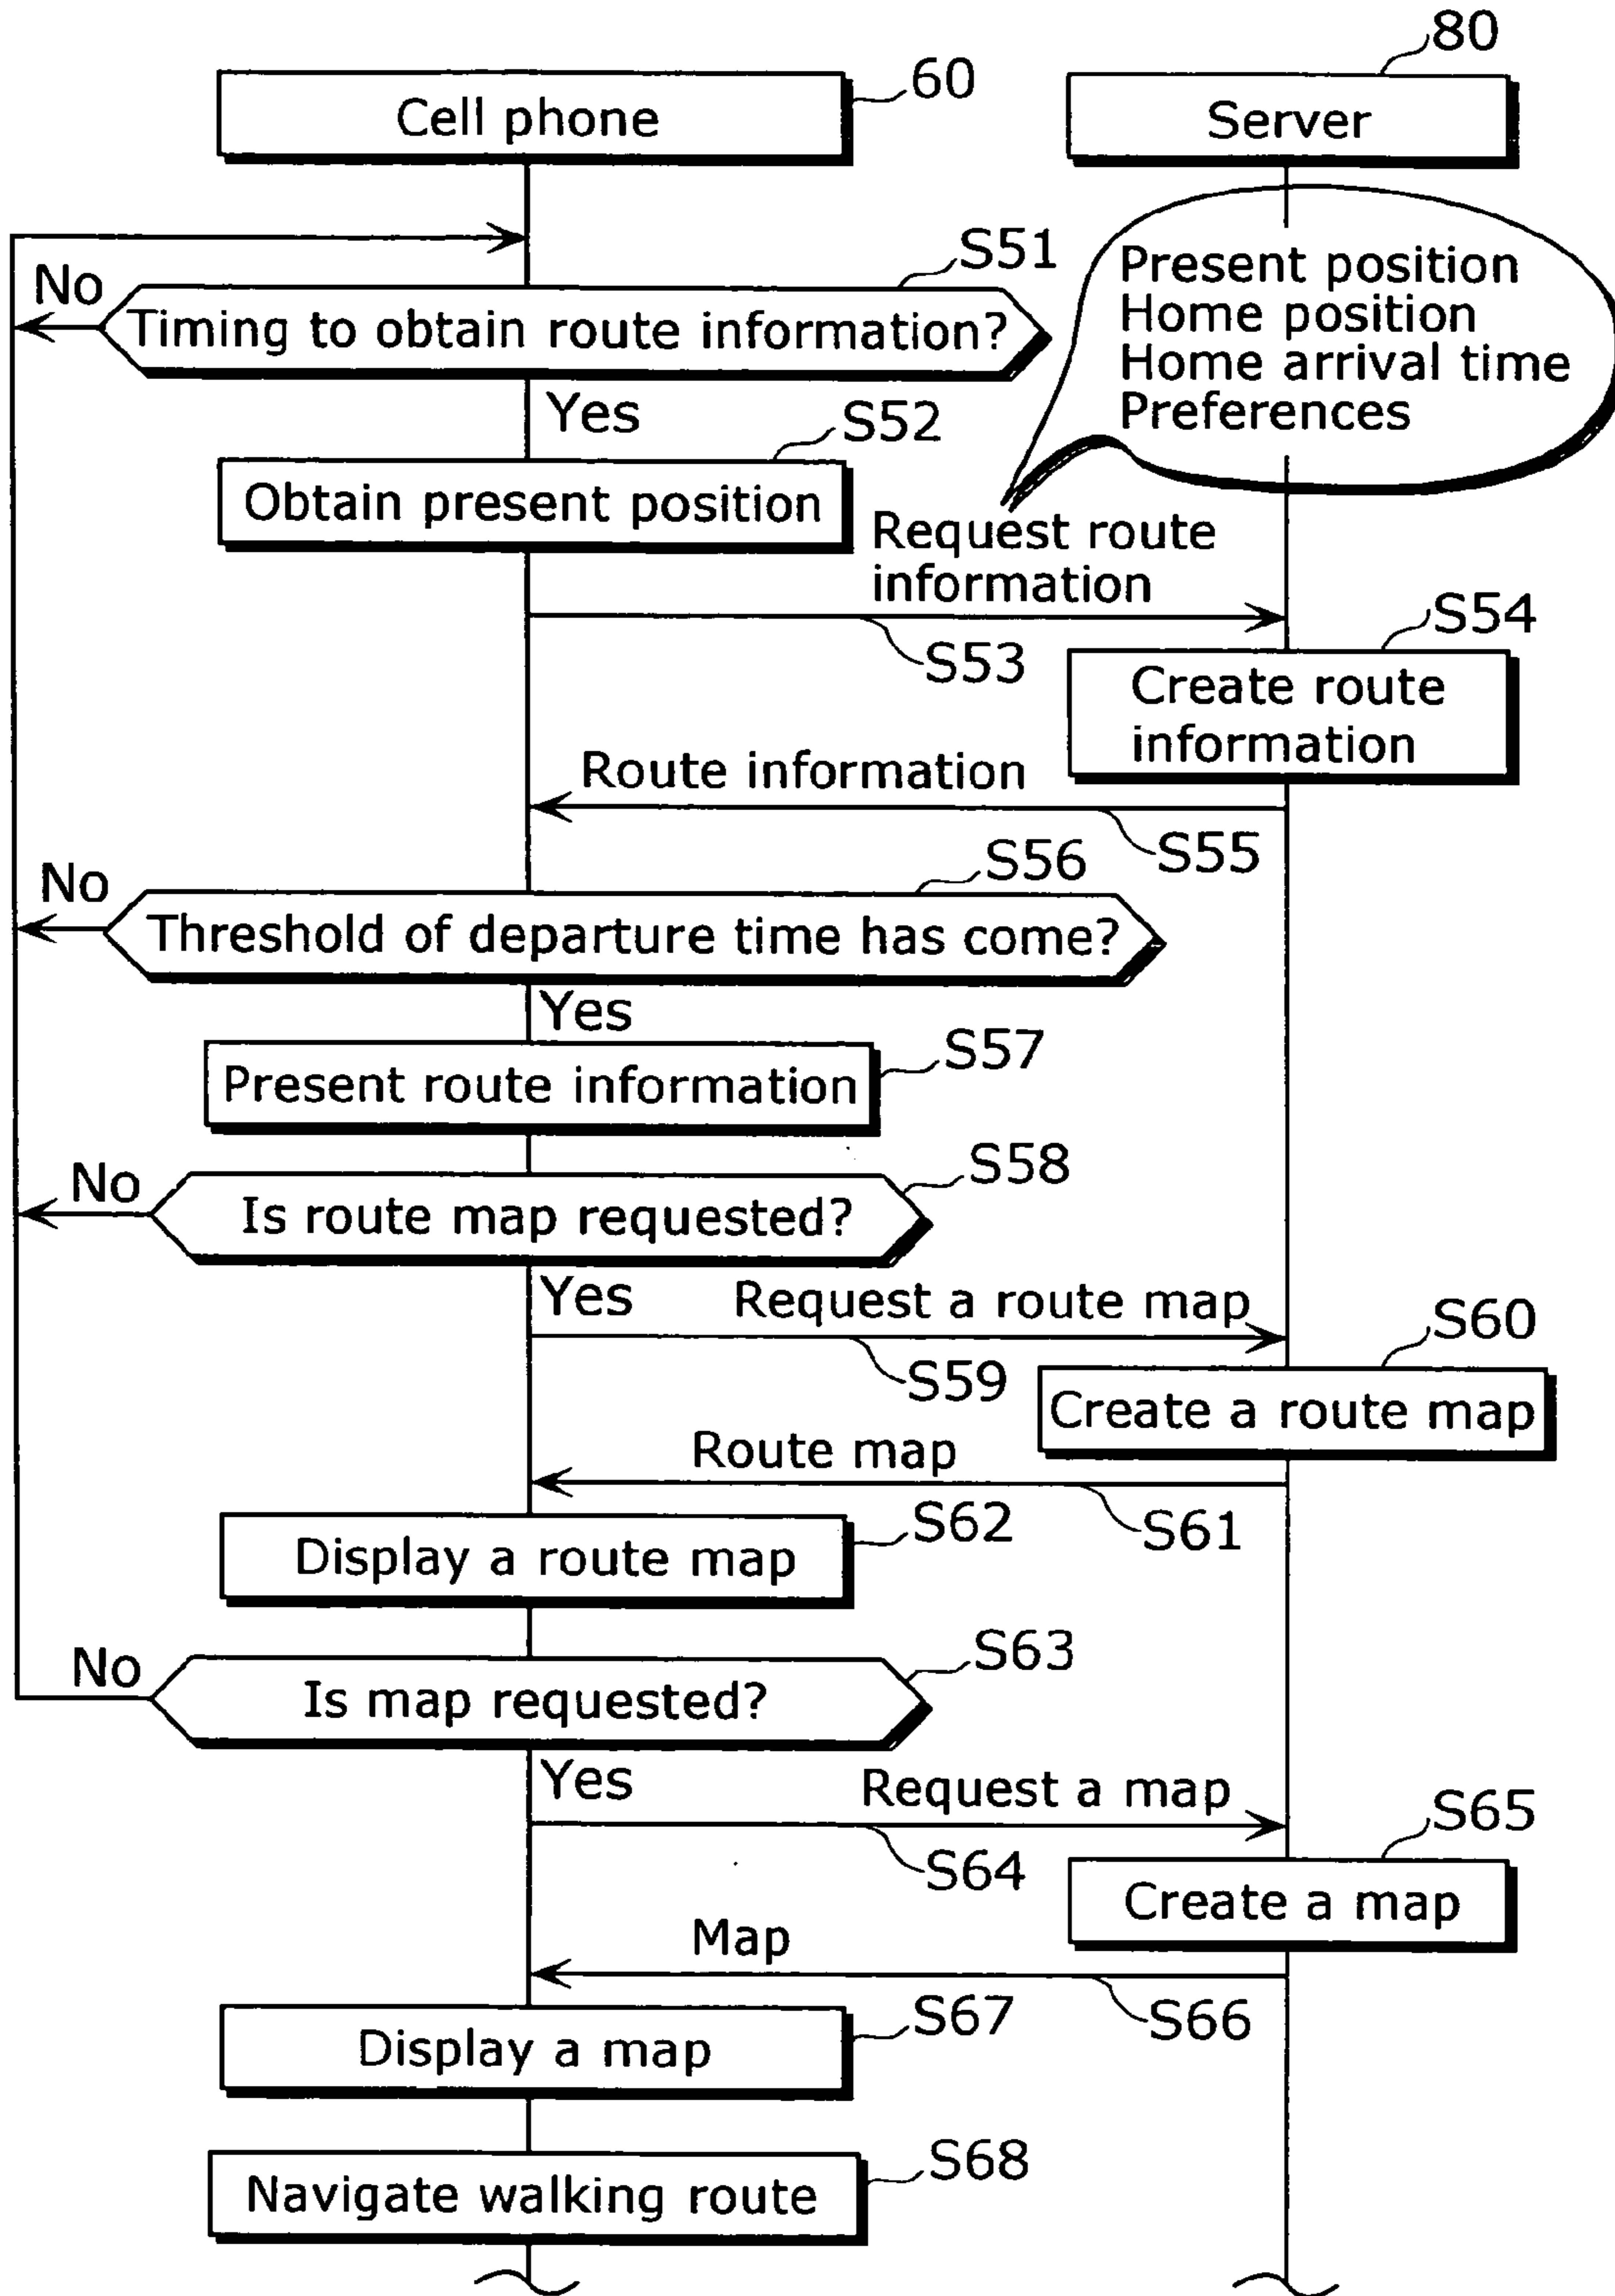 80
60
Cell phone
Server
S51
No
Timing to obtain route information?
Present position
Home position
Home arrival time
Preferences
Yes
S52
Obtain present position
Request route
information
S53
S54
Create route
information
Route information
S55
S56
No
Threshold of departure time has come?
Yes
S57
Present route information
S58
No
Is route map requested?
Yes
Request a route map
S59
S60
Create a route map
Route map
S61
S62
Display a route map
S63
No
Is map requested?
Yes
Request a map
S64
S65
Create a map
Map
S66
S67
Display a map
S68
Navigate walking route